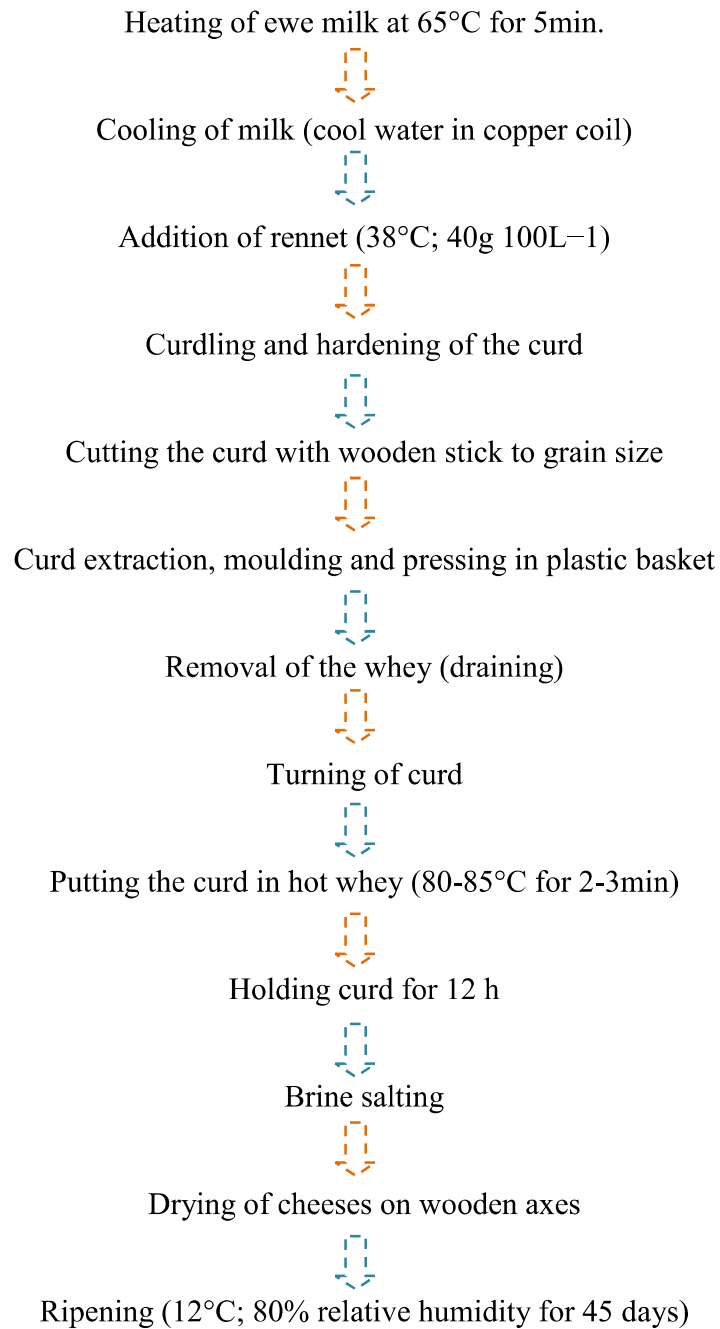 Heating of ewe milk at 65°C for 5min.
Cooling of milk (cool water in copper coil)
Addition of rennet (38°C; 40g 100L−1)
Curdling and hardening of the curd
Cutting the curd with wooden stick to grain size
Curd extraction, moulding and pressing in plastic basket
Removal of the whey (draining)
Turning of curd
Putting the curd in hot whey (80-85°C for 2-3min)
Holding curd for 12 h
Brine salting
Drying of cheeses on wooden axes
Ripening (12°C; 80% relative humidity for 45 days)